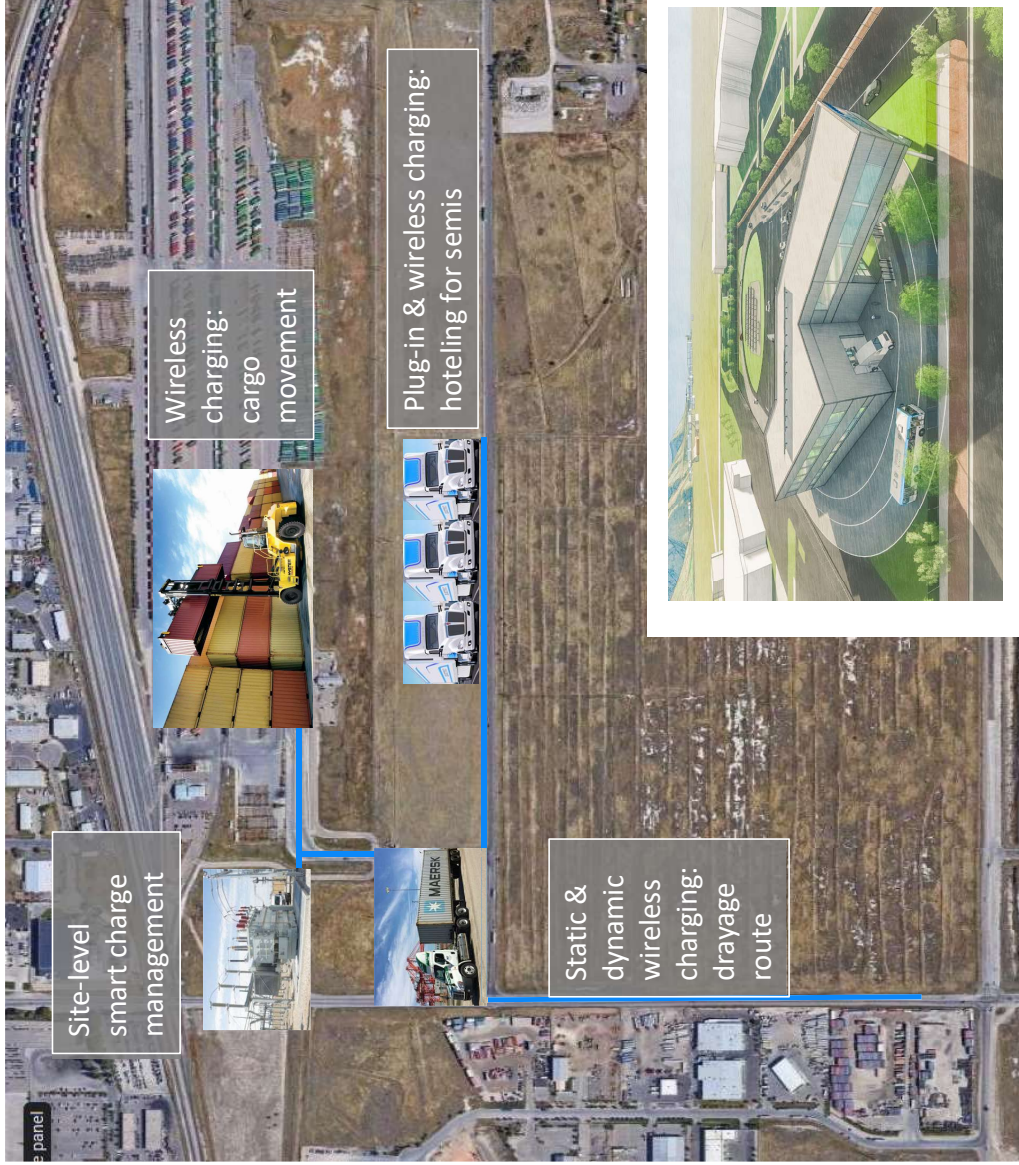 Site-level
smart charge
management
Wireless
charging:
cargo
movement
Plug-in & wireless charging:
hoteling for semis
Static &
dynamic
wireless
charging:
drayage
route
MAERSK
e panel